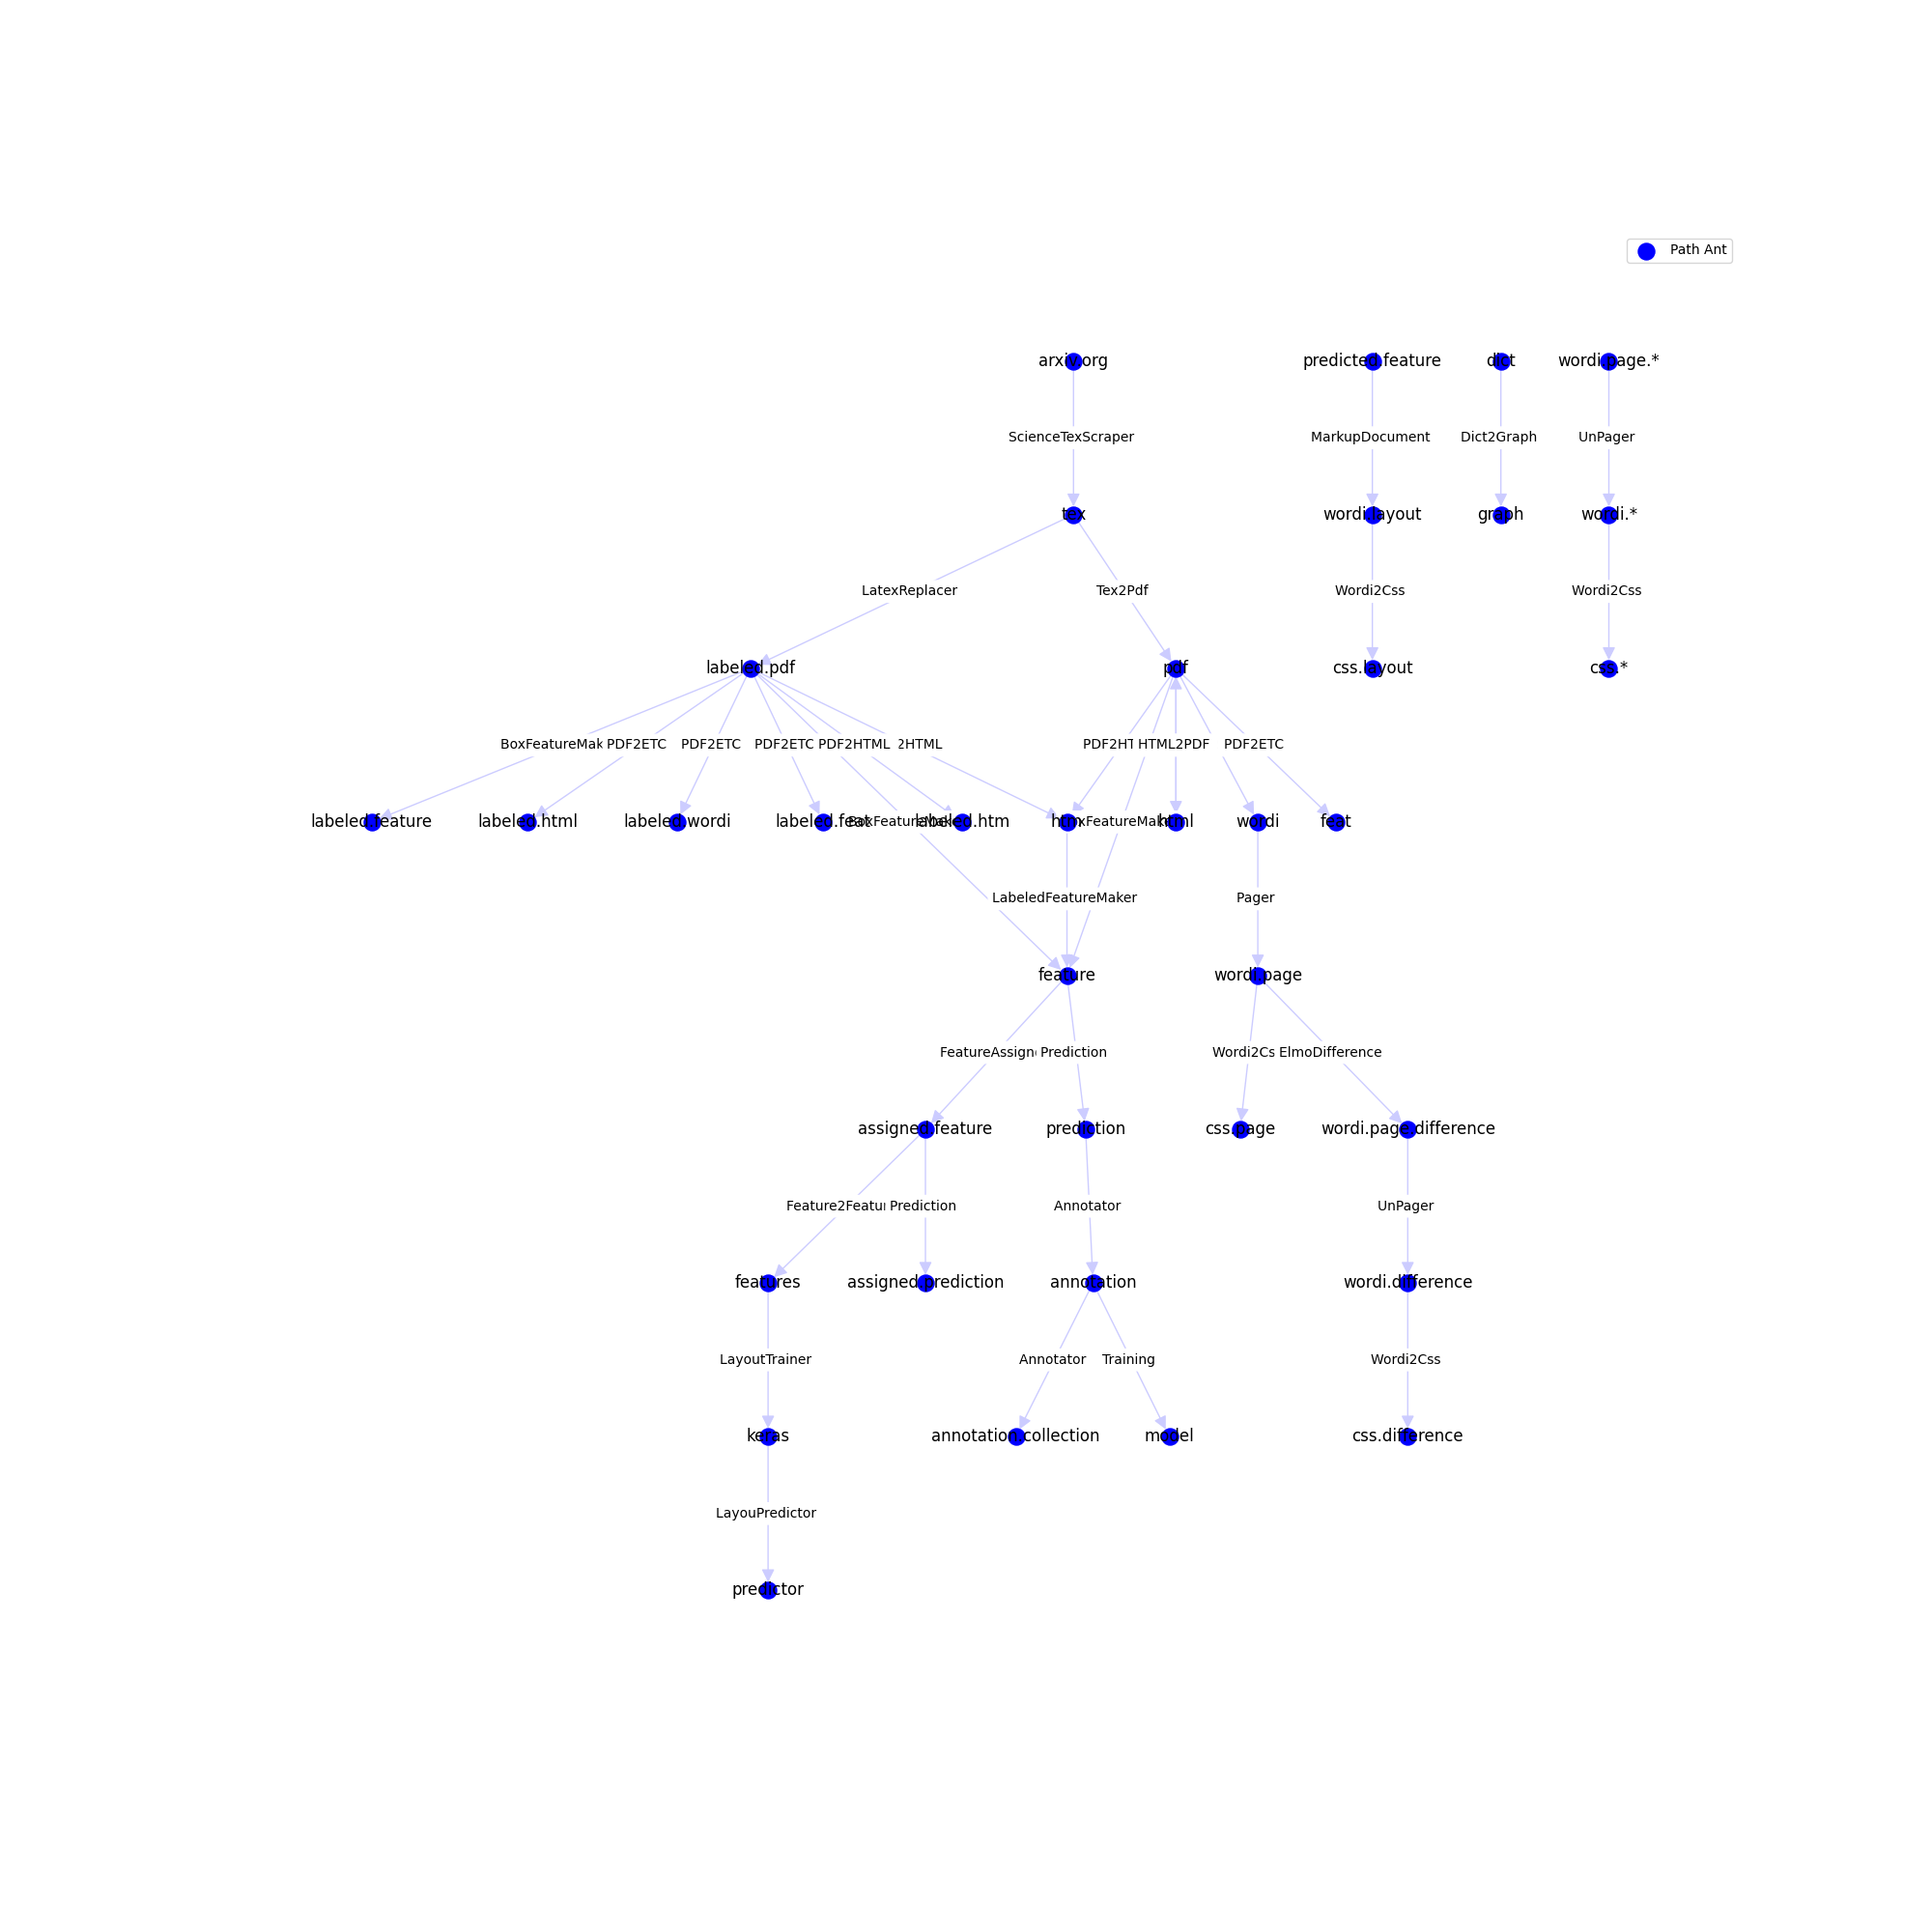 Path Ant
arxiv.org
predicted.feature
dict
wordi.page.*
ScienceTexScraper
MarkupDocument
Dict2Graph
UnPager
tex
wordi.layout
graph
wordi.*
LatexReplacer
Tex2Pdf
Wordi2Css
Wordi2Css
labeled.pdf
pdf
css.layout
css.*
BoxFeatureMak
PDF2ETC
PDF2ETC
PDF2ETC
PDF2HTML
2HTML
PDF2HT
HTML2PDF
PDF2ETC
labeled.feature
labeled.html
labeled.wordi
labeled.feat
BoxFeatureMak
labeled.htm
htm
xFeatureMake
html
wordi
feat
LabeledFeatureMaker
Pager
feature
wordi.page
FeatureAssign
Prediction
Wordi2Cs
ElmoDifference
assigned.feature
prediction
css.page
wordi.page.difference
Feature2Featur
Prediction
Annotator
UnPager
features
assigned.prediction
annotation
wordi.difference
LayoutTrainer
Annotator
Training
Wordi2Css
keras
annotation.collection
model
css.difference
LayouPredictor
predictor